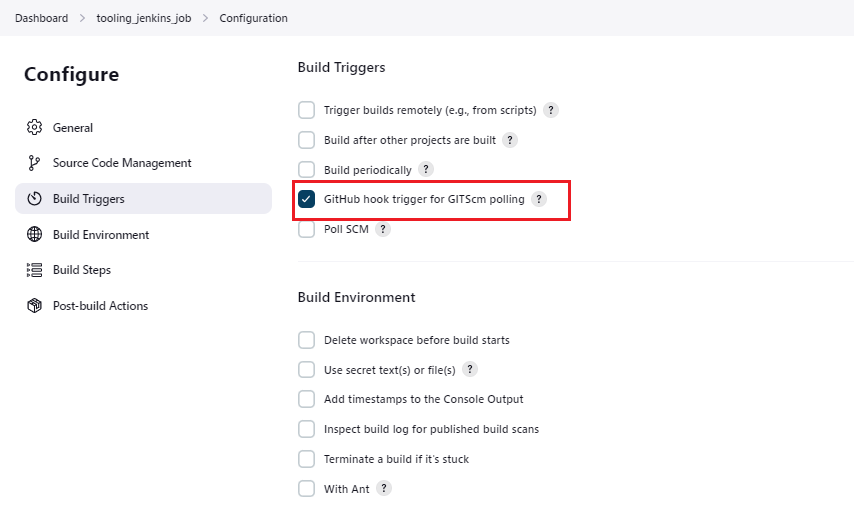 Dashboard > tooling_jenkins_job > Configuration
Configure
General
Source Code Management
Build Triggers
Build Environment
Build Steps
Post-build Actions
Build Triggers
Trigger builds remotely (e.g., from scripts) ?
Build after other projects are built ?
Build periodically ?
GitHub hook trigger for GITScm polling ?
Poll SCM ?
Build Environment
Delete workspace before build starts
Use secret text(s) or file(s) ?
Add timestamps to the Console Output
Inspect build log for published build scans
Terminate a build if it's stuck
With Ant ?